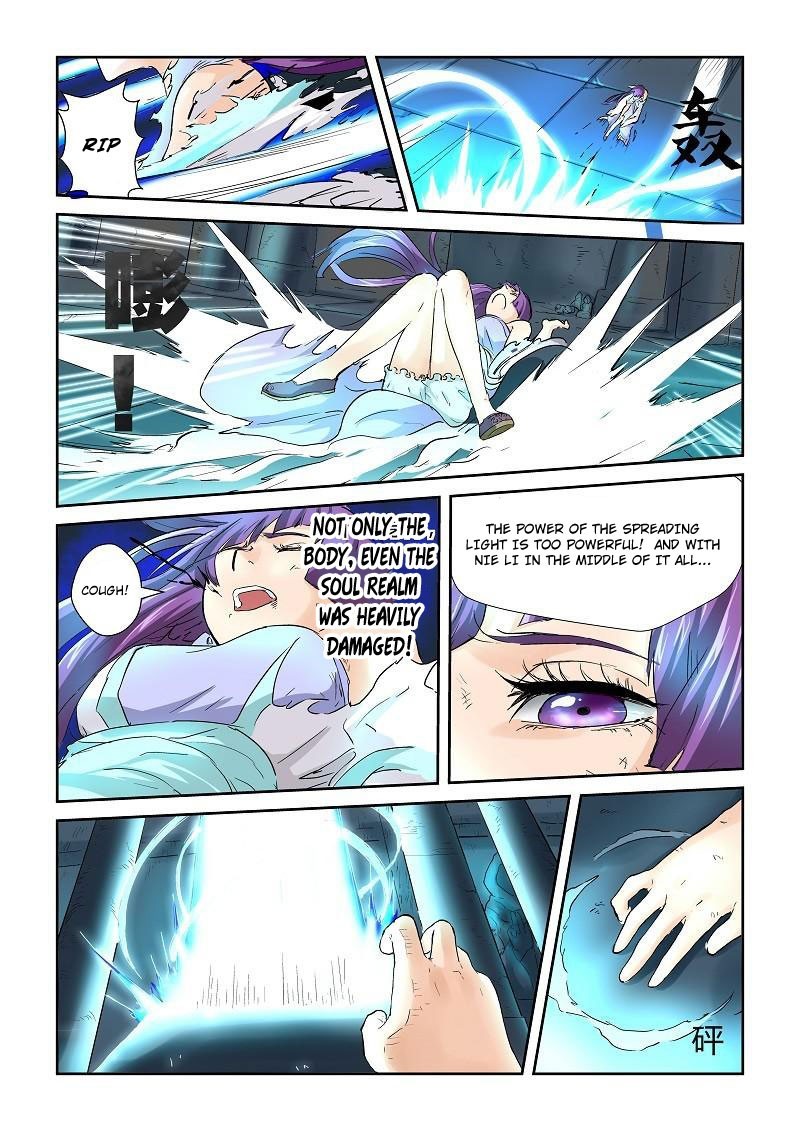 RIP
轰
嘭
!
COUGH!
NOT ONLY THE,
BODY, EVEN THE
SOUL REALM
WAS HEAVILY
DAMAGED!
THE POWER OF THE SPREADING
LIGHT IS TOO POWERFUL! AND WITH
NIE LI IN THE MIDDLE OF IT ALL...
砰